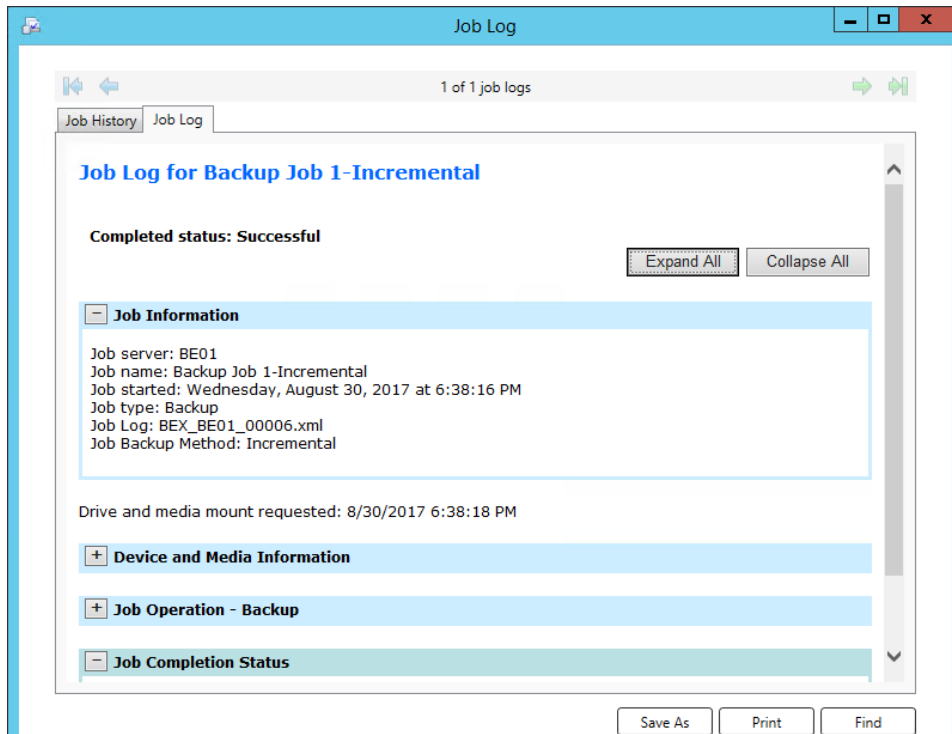 Job Log
1 of 1 job logs
Job History
Job Log
Job Log for Backup Job 1-Incremental
Completed status: Successful
Expand All
Collapse All
Job Information
Job server: BE01
Job name: Backup Job 1-Incremental
Job started: Wednesday, August 30, 2017 at 6:38:16 PM
Job type: Backup
Job Log: BEX_BE01_00006.xml
Job Backup Method: Incremental
Drive and media mount requested: 8/30/2017 6:38:18 PM
Device and Media Information
Job Operation - Backup
Job Completion Status
Save As
Print
Find